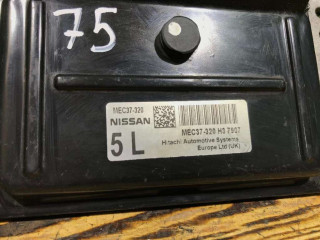 75
MEC37-320
NISSAN
5 L
MEC37-320 H3 7907
Hitachi Automotive Systems
Europe Ltd (UK)